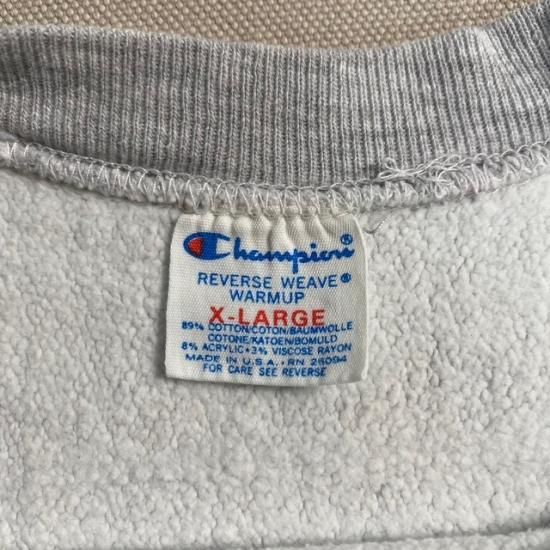 Champion®
REVERSE WEAVE®
WARMUP
X-LARGE
89% COTTON/COTON/BAUMWOLLE
COTONE/KATOEN/BOMULD
8% ACRYLIC•3% VISCOSE RAYON
MADE IN U.S.A.•RN 26094
FOR CARE SEE REVERSE